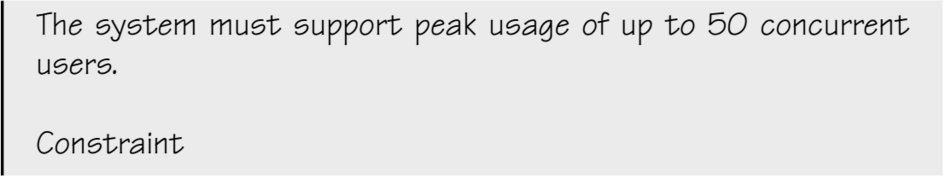 The system must support peak usage of up to 50 concurrent
users.
Constraint